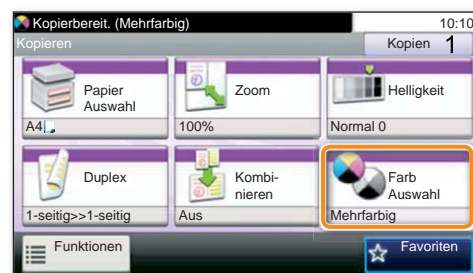 Kopierbereit. (Mehrfarbig) 10:10
Kopieren Kopien 1
Papier
Auswahl
A4
Zoom
100%
Helligkeit
Normal 0
Duplex
1-seitig>>1-seitig
Kombi-
nieren
Aus
Farb
Auswahl
Mehrfarbig
Funktionen
Favoriten